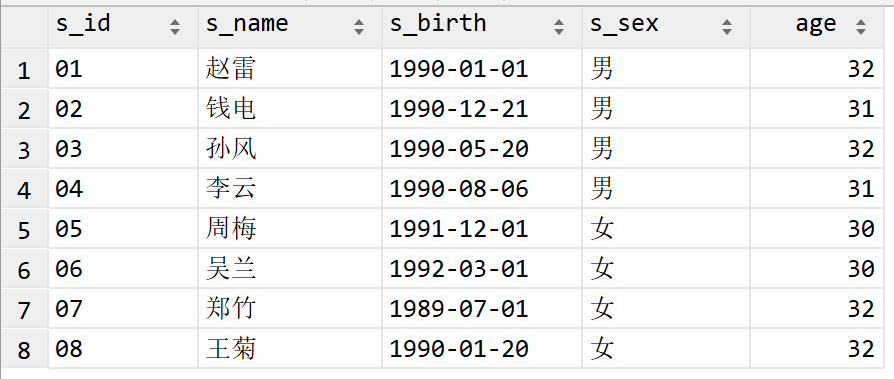 s_id s_name s_birth s_sex age
1 01 赵雷 1990-01-01 男 32
2 02 钱电 1990-12-21 男 31
3 03 孙风 1990-05-20 男 32
4 04 李云 1990-08-06 男 31
5 05 周梅 1991-12-01 女 30
6 06 吴兰 1992-03-01 女 30
7 07 郑竹 1989-07-01 女 32
8 08 王菊 1990-01-20 女 32